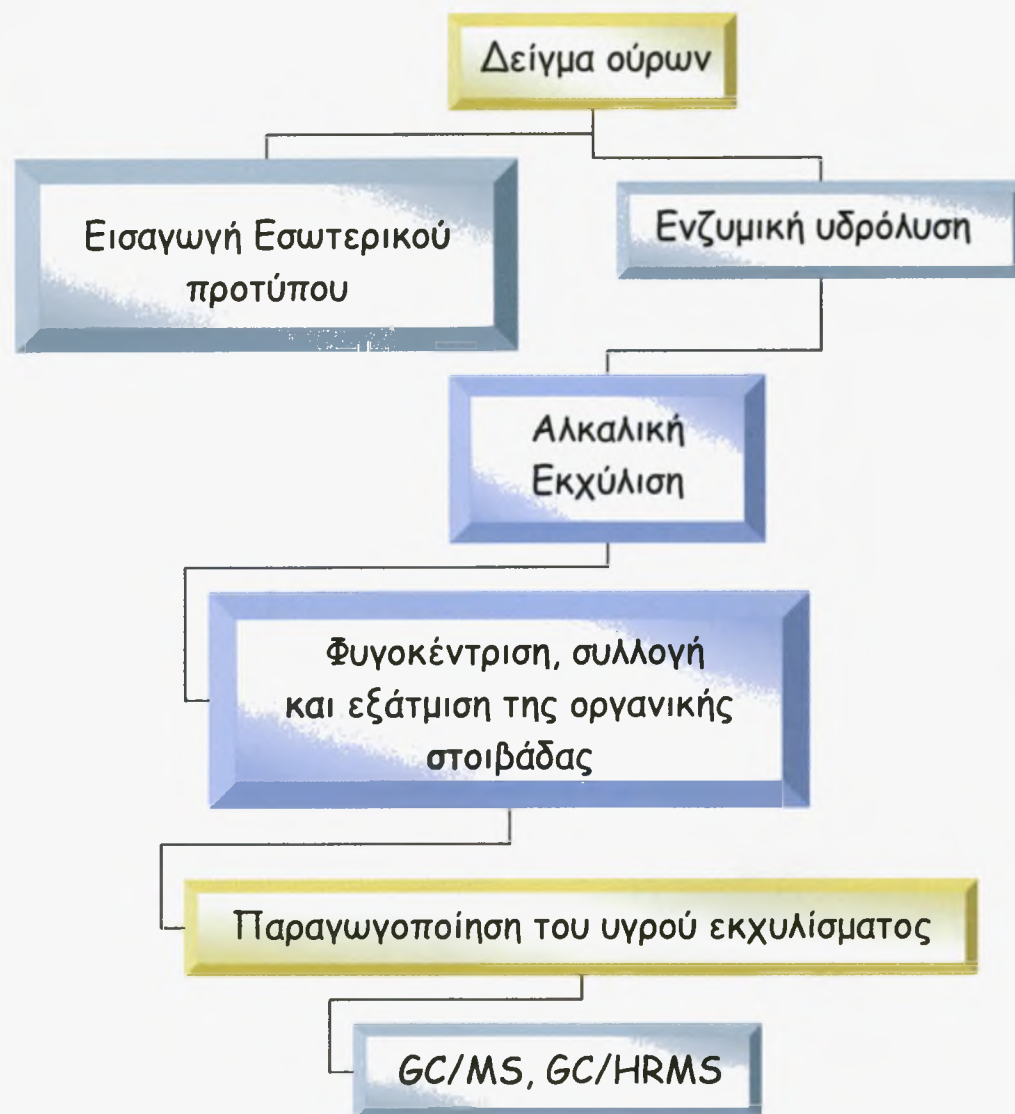 Δείγμα ούρων
Εισαγωγή Εσωτερικού
προτύπου
Ενζυμική υδρόλυση
Αλκαλική
Εκχύλιση
Φυγοκέντριση, συλλογή
και εξάτμιση της οργανικής
στοιβάδας
Παραγωγοποίηση του υγρού εκχυλίσματος
GC/MS, GC/HRMS